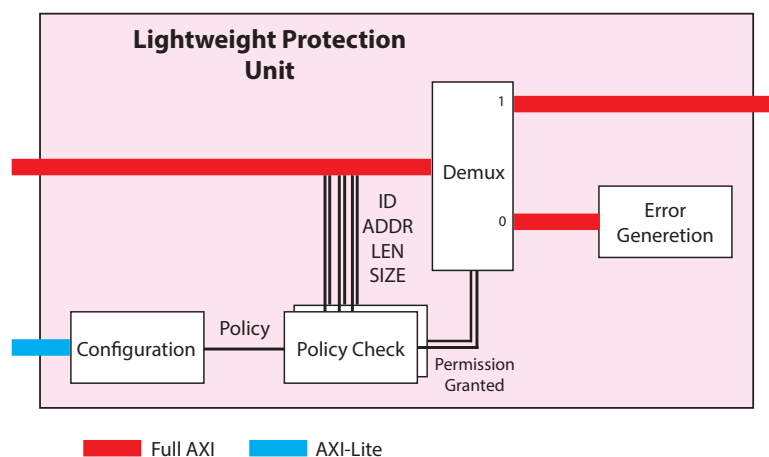 Lightweight Protection
Unit
1
Demux
0
ID
ADDR
LEN
SIZE
Error
Generetion
Configuration
Policy
Policy Check
Permission
Granted
Full AXI
AXI-Lite